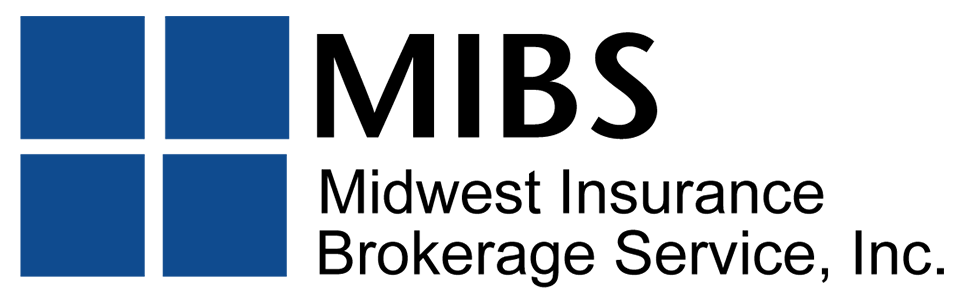 MIBS
Midwest Insurance
Brokerage Service, Inc.